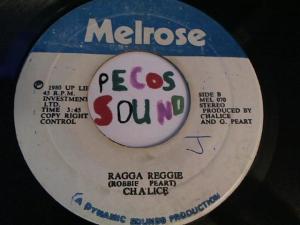 Melrose
℗ 1980 UP LIF
45 R.P.M.
INVESTMENT
LTD.
TIME 3:45
COPY RIGHT
CONTROL
PECOS
SOUND
SIDE B
MEL 070
STEREO
PRODUCED BY
CHALICE
AND G. PEART
J.
RAGGA REGGIE
(ROBBIE PEART)
CHALICE
A DYNAMIC SOUNDS PRODUCTION